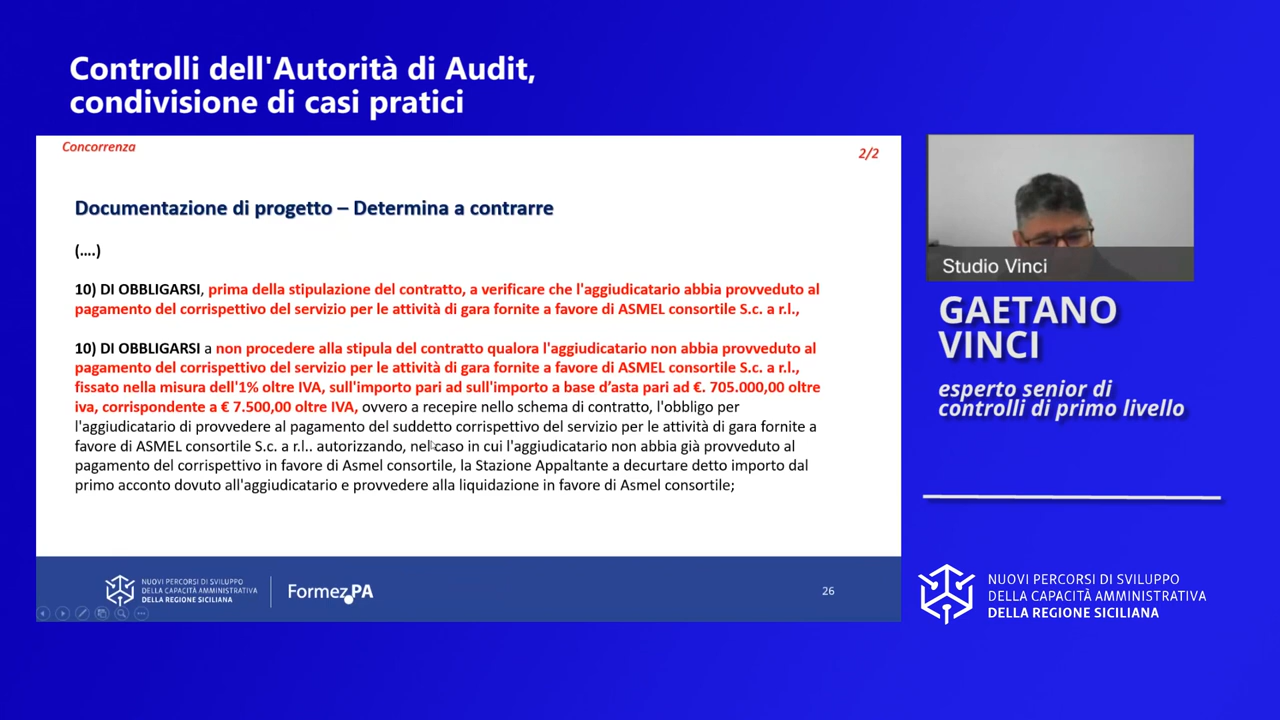 Controlli dell'Autorità di Audit,
condivisione di casi pratici
Concorrenza
2/2
Documentazione di progetto – Determina a contrarre
(....)
10) DI OBBLIGARSI, prima della stipulazione del contratto, a verificare che l'aggiudicatario abbia provveduto al
pagamento del corrispettivo del servizio per le attività di gara fornite a favore di ASMEL consortile S.c. a r.l.,
10) DI OBBLIGARSI a non procedere alla stipula del contratto qualora l'aggiudicatario non abbia provveduto al
pagamento del corrispettivo del servizio per le attività di gara fornite a favore di ASMEL consortile S.c. a r.l.,
fissato nella misura dell'1% oltre IVA, sull'importo pari ad sull'importo a base d'asta pari ad €. 705.000,00 oltre
iva, corrispondente a € 7.500,00 oltre IVA, ovvero a recepire nello schema di contratto, l'obbligo per
l'aggiudicatario di provvedere al pagamento del suddetto corrispettivo del servizio per le attività di gara fornite a
favore di ASMEL consortile S.c. a r.l.. autorizzando, nel caso in cui l'aggiudicatario non abbia già provveduto al
pagamento del corrispettivo in favore di Asmel consortile, la Stazione Appaltante a decurtare detto importo dal
primo acconto dovuto all'aggiudicatario e provvedere alla liquidazione in favore di Asmel consortile;
NUOVI PERCORSI DI SVILUPPO
DELLA CAPACITÀ AMMINISTRATIVA
DELLA REGIONE SICILIANA
FormezPA
26
Studio Vinci
GAETANO
VINCI
esperto senior di
controlli di primo livello
NUOVI PERCORSI DI SVILUPPO
DELLA CAPACITÀ AMMINISTRATIVA
DELLA REGIONE SICILIANA